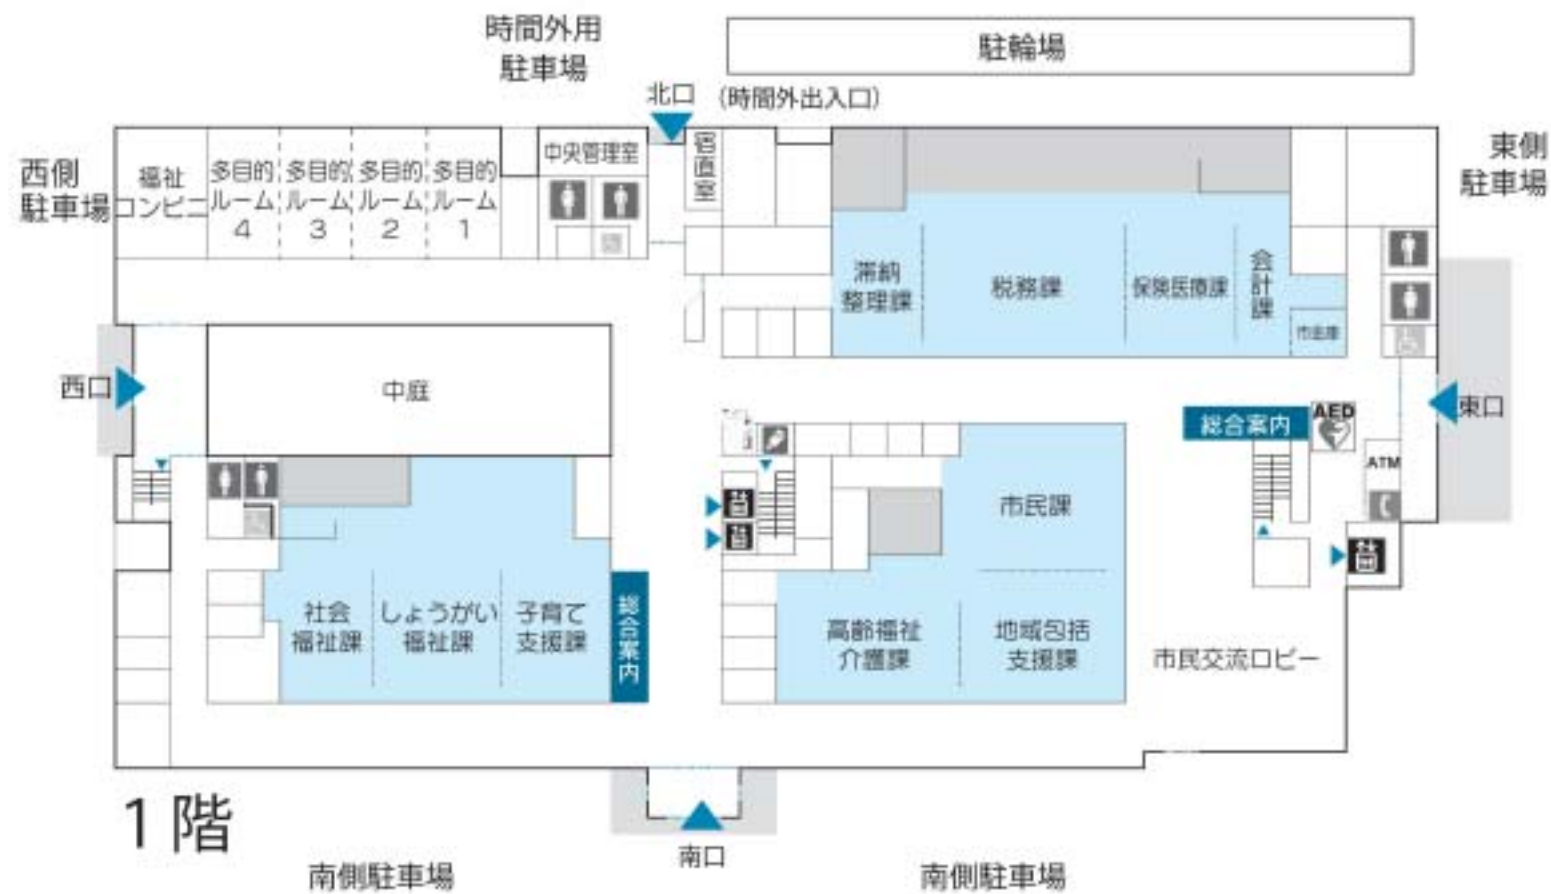 時間外用
駐車場
駐輪場
北口
(時間外出入口)
西側
駐車場
福祉
コンビニ
多目的
ルーム
4
多目的
ルーム
3
多目的
ルーム
2
多目的
ルーム
1
中央管理室
宿直室
東側
駐車場
滞納
整理課
税務課
保険医療課
会計課
市金庫
西口
中庭
総合案内
AED
東口
ATM
市民課
社会
福祉課
しょうがい
福祉課
子育て
支援課
総合案内
高齢福祉
介護課
地域包括
支援課
市民交流ロビー
1階
南口
南側駐車場
南側駐車場